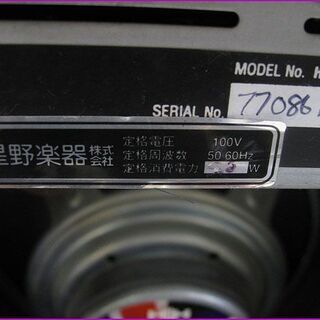 MODEL No. H
SERIAL No. 77086
星野楽器株式会社
定格電圧 100V
定格周波数 50 60Hz
定格消費電力 W